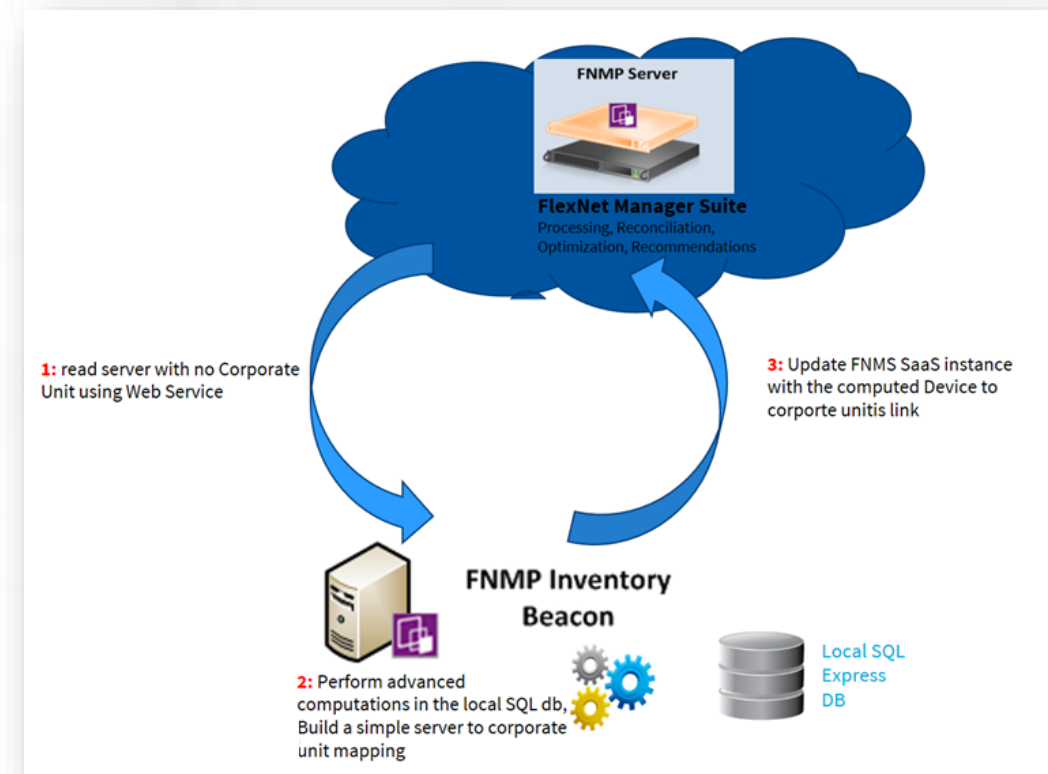 FNMP Server
FlexNet Manager Suite
Processing, Reconciliation,
Optimization, Recommendations
1: read server with no Corporate
Unit using Web Service
3: Update FNMS SaaS instance
with the computed Device to
corporte unitis link
FNMP Inventory
Beacon
2: Perform advanced
computations in the local SQL db,
Build a simple server to corporate
unit mapping
Local SQL
Express
DB